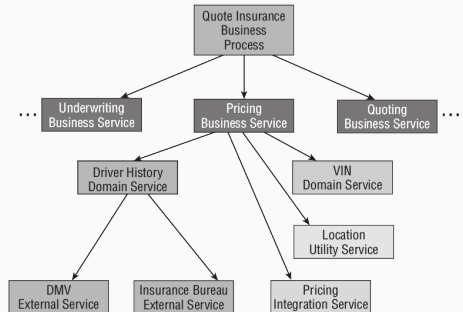 Quote Insurance
Business
Process
... Underwriting
Business Service
Pricing
Business Service
Quoting
Business Service ...
Driver History
Domain Service
VIN
Domain Service
Location
Utility Service
DMV
External Service
Insurance Bureau
External Service
Pricing
Integration Service